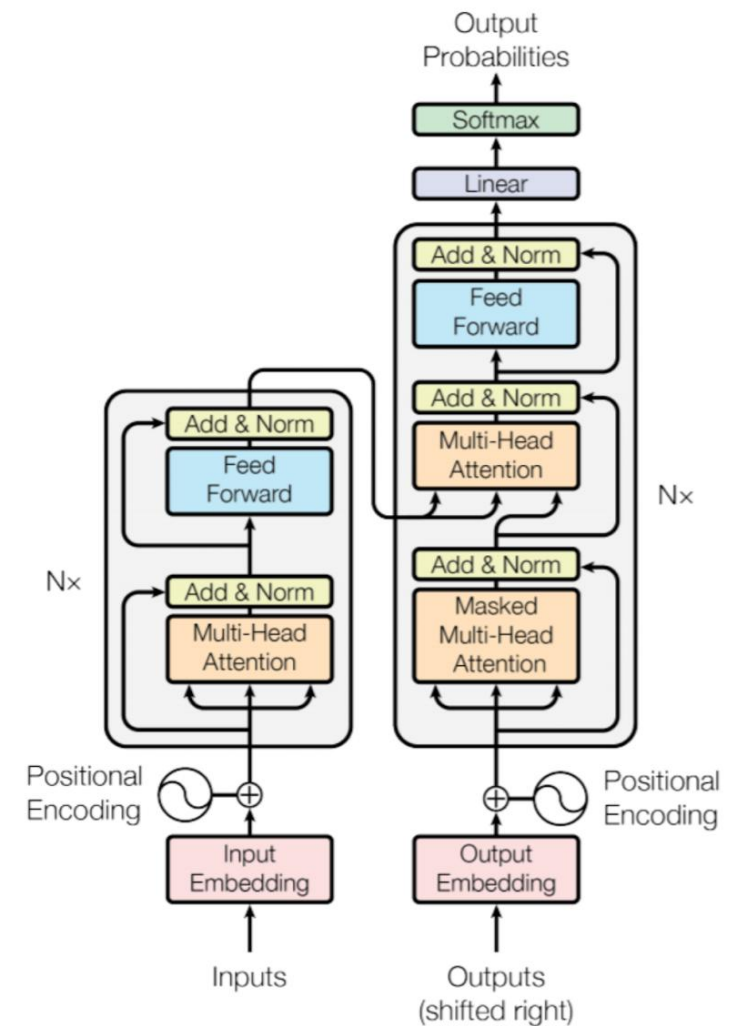 Output
Probabilities
Softmax
Linear
Add & Norm
Feed
Forward
Add & Norm
Multi-Head
Attention
Add & Norm
Masked
Multi-Head
Attention
N×
Add & Norm
Feed
Forward
Add & Norm
Multi-Head
Attention
N×
Positional
Encoding
Positional
Encoding
Input
Embedding
Output
Embedding
Inputs
Outputs
(shifted right)